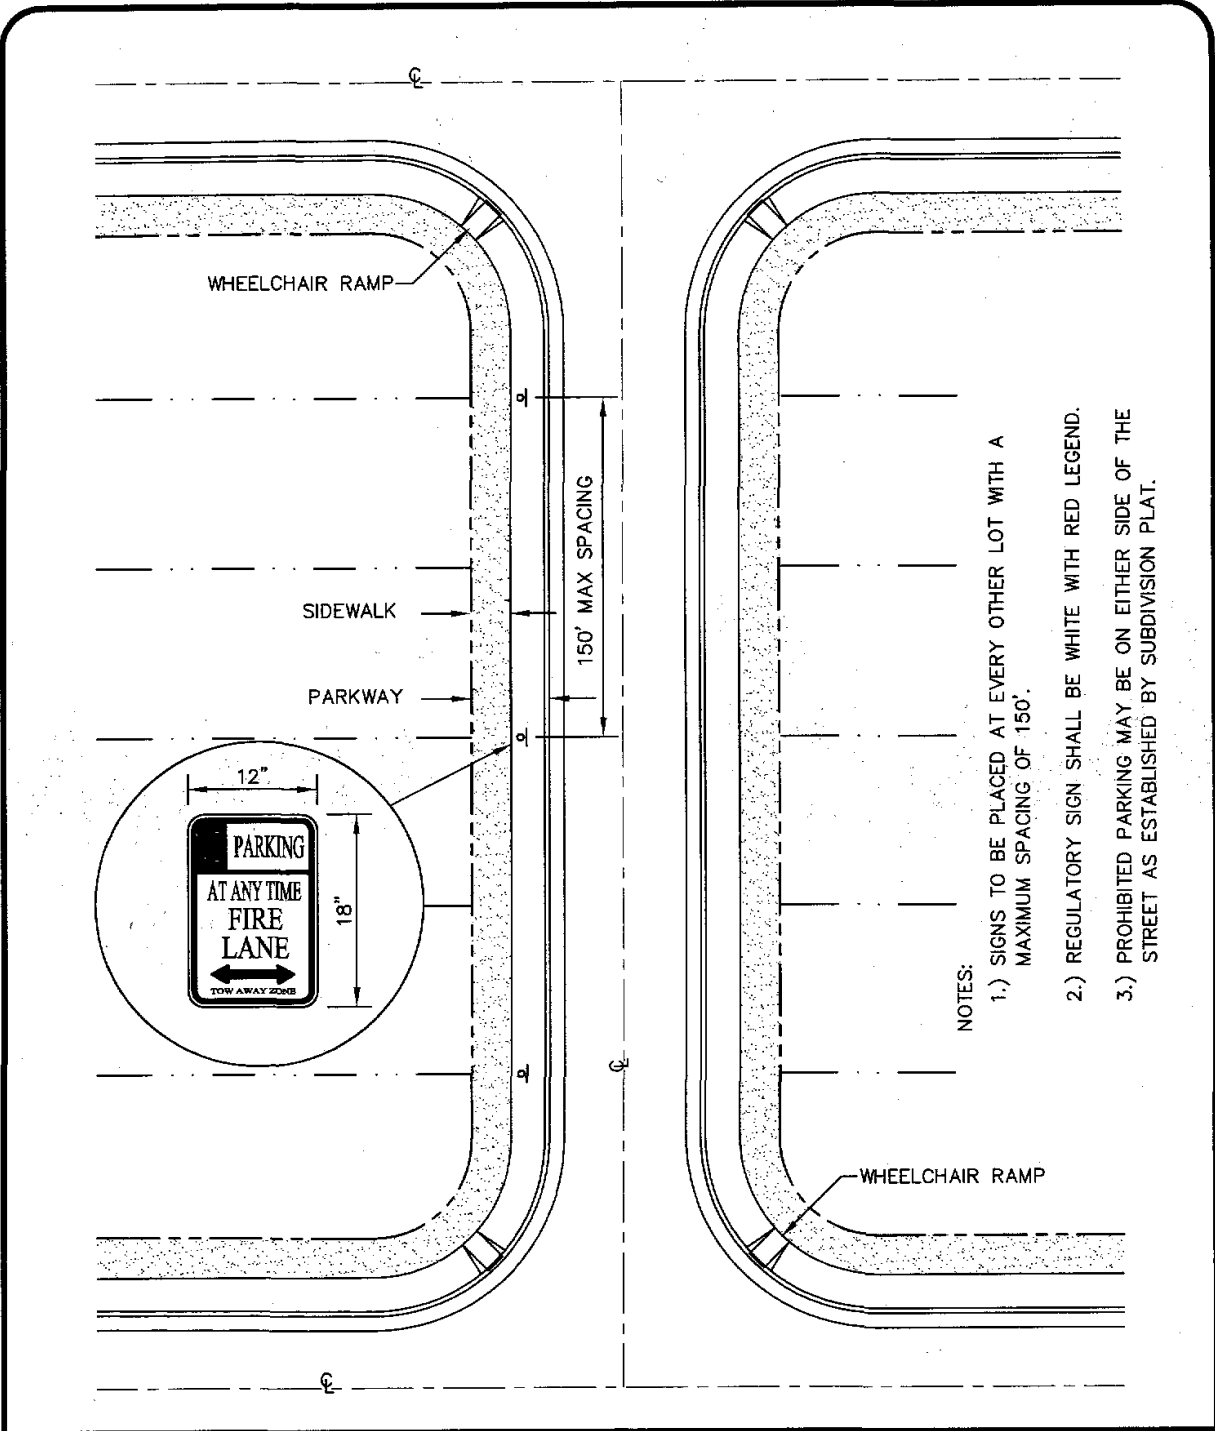 ℄
WHEELCHAIR RAMP
150' MAX SPACING
SIDEWALK
PARKWAY
12"
18"
PARKING
AT ANY TIME
FIRE
LANE
TOW AWAY ZONE
℄
WHEELCHAIR RAMP
℄
NOTES:
1.) SIGNS TO BE PLACED AT EVERY OTHER LOT WITH A
MAXIMUM SPACING OF 150'.
2.) REGULATORY SIGN SHALL BE WHITE WITH RED LEGEND.
3.) PROHIBITED PARKING MAY BE ON EITHER SIDE OF THE
STREET AS ESTABLISHED BY SUBDIVISION PLAT.